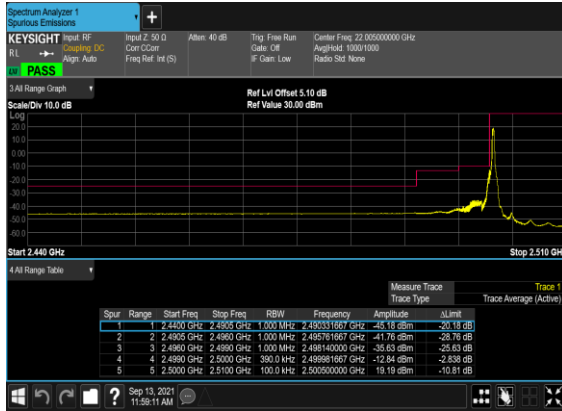 Spectrum Analyzer 1
Spurious Emissions
+
KEYSIGHT Input: RF Input Z: 50 Ω Atten: 40 dB Trig: Free Run Center Freq: 22.005000000 GHz
RL Coupling: DC Corr CCorr Gate: Off Avg|Hold: 1000/1000
Align: Auto Freq Ref: Int (S) IF Gain: Low Radio Std: None
PASS
3 All Range Graph
Ref Lvl Offset 5.10 dB
Scale/Div 10.0 dB Ref Value 30.00 dBm
Log
20.0
10.0
0.00
-10.0
-20.0
-30.0
-40.0
-50.0
-60.0
Start 2.440 GHz Stop 2.510 GH
4 All Range Table
Measure Trace Trace 1
Trace Type Trace Average (Active)
Spur Range Start Freq Stop Freq RBW Frequency Amplitude ΔLimit
1 1 2.4400 GHz 2.4905 GHz 1.000 MHz 2.490331667 GHz -45.18 dBm -20.18 dB
2 2 2.4905 GHz 2.4960 GHz 1.000 MHz 2.495761667 GHz -41.76 dBm -28.76 dB
3 3 2.4960 GHz 2.4990 GHz 1.000 MHz 2.498140000 GHz -35.63 dBm -25.63 dB
4 4 2.4990 GHz 2.5000 GHz 390.0 kHz 2.499981667 GHz -12.84 dBm -2.838 dB
5 5 2.5000 GHz 2.5100 GHz 100.0 kHz 2.500500000 GHz 19.19 dBm -10.81 dB
? Sep 13, 2021
11:59:11 AM